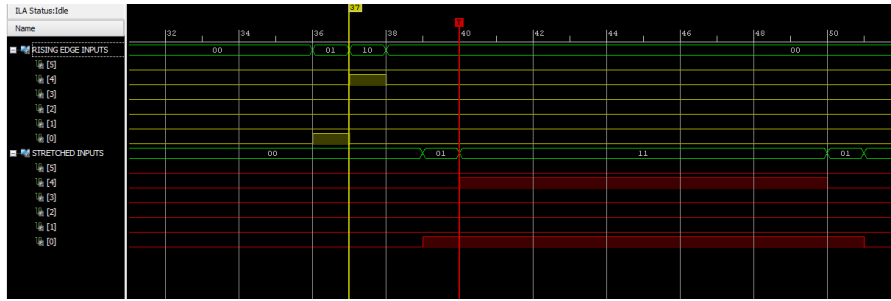 ILA Status:Idle
37
Name
T
32 34 36 38 40 42 44 46 48 50
RISING EDGE INPUTS 00 01 10 00
[5]
[4]
[3]
[2]
[1]
[0]
STRETCHED INPUTS 00 01 11 01
[5]
[4]
[3]
[2]
[1]
[0]